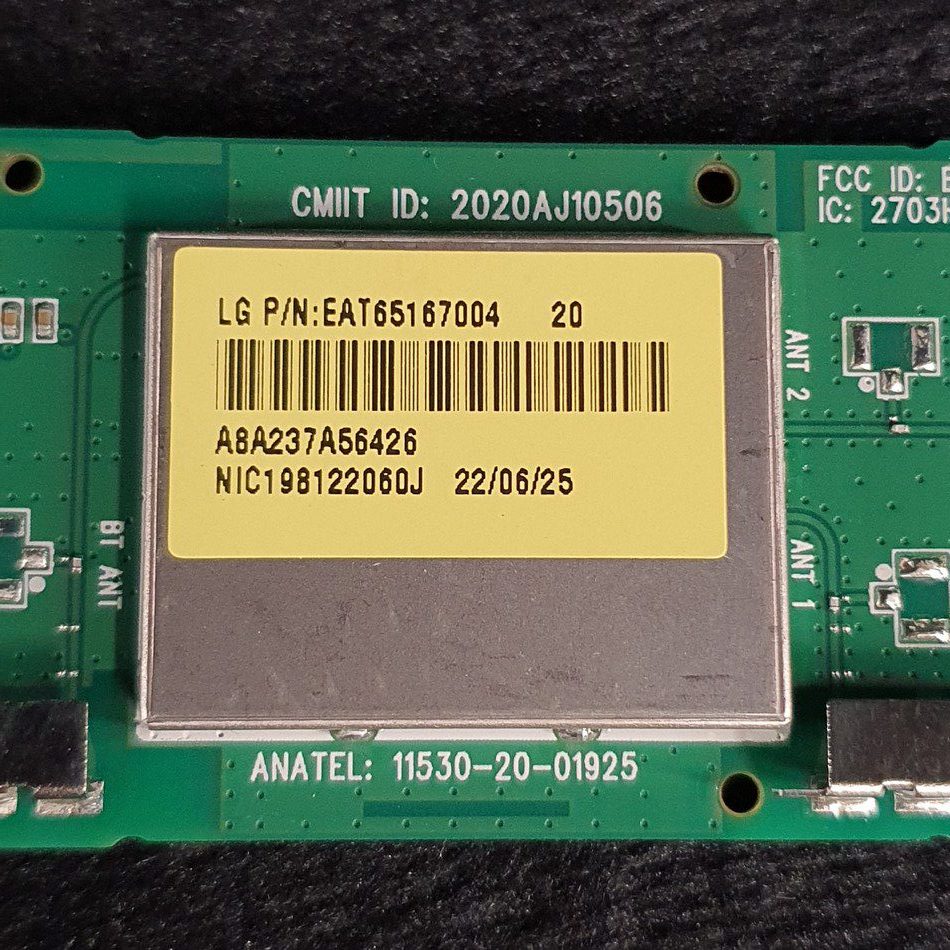 CMIIT ID: 2020AJ10506
FCC ID:
IC: 2703H
LG P/N:EAT65167004 20
A8A237A56426
NIC198122060J 22/06/25
ANT 2
BT ANT
ANT 1
ANATEL: 11530-20-01925